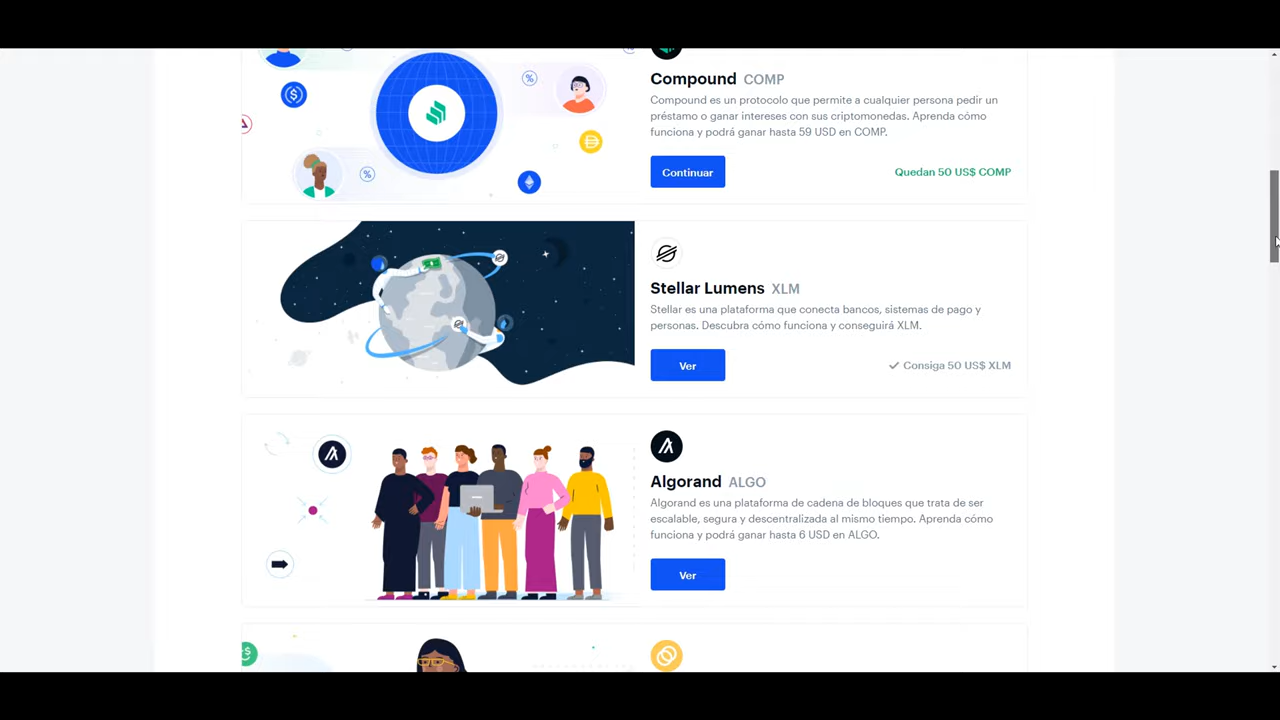 Compound COMP
Compound es un protocolo que permite a cualquier persona pedir un
préstamo o ganar intereses con sus criptomonedas. Aprenda cómo
funciona y podrá ganar hasta 59 USD en COMP.
Continuar
Quedan 50 US$ COMP
Stellar Lumens XLM
Stellar es una plataforma que conecta bancos, sistemas de pago y
personas. Descubra cómo funciona y conseguirá XLM.
Ver
Consiga 50 US$ XLM
Algorand ALGO
Algorand es una plataforma de cadena de bloques que trata de ser
escalable, segura y descentralizada al mismo tiempo. Aprenda cómo
funciona y podrá ganar hasta 6 USD en ALGO.
Ver